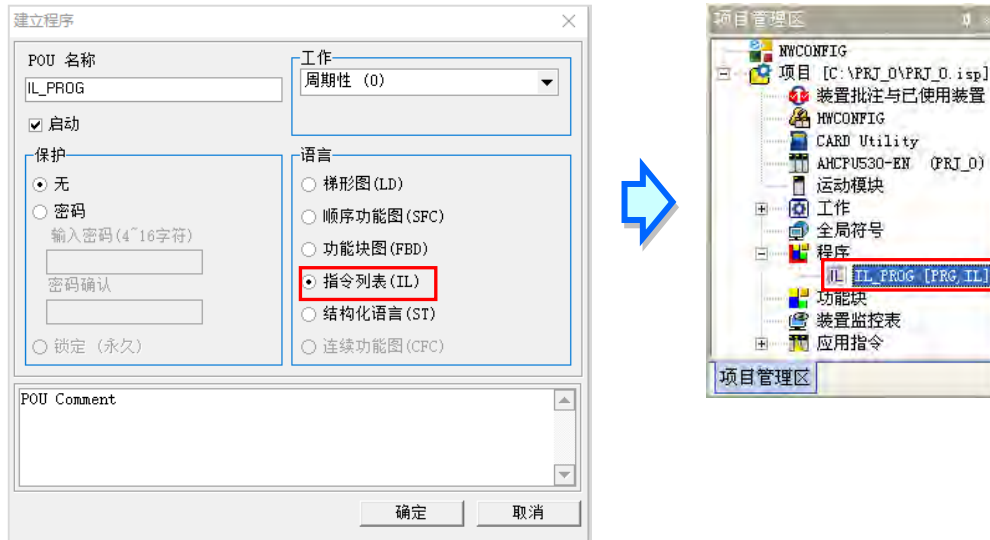 建立程序
POU 名称
IL_PROG
启动
工作
周期性 (0)
保护
无
密码
输入密码(4~16字符)
密码确认
锁定 (永久)
语言
梯形图(LD)
顺序功能图(SFC)
功能块图(FBD)
指令列表(IL)
结构化语言(ST)
连续功能图(CFC)
POU Comment
确定
取消
项目管理区
NWCONFIG
项目 [C:\PRJ_0\PRJ_0.isp]
装置批注与已使用装置
HWCONFIG
CARD Utility
AHCPU530-EN (PRJ_0)
运动模块
工作
全局符号
程序
IL IL_PROG [PRG,IL]
功能块
装置监控表
应用指令
项目管理区